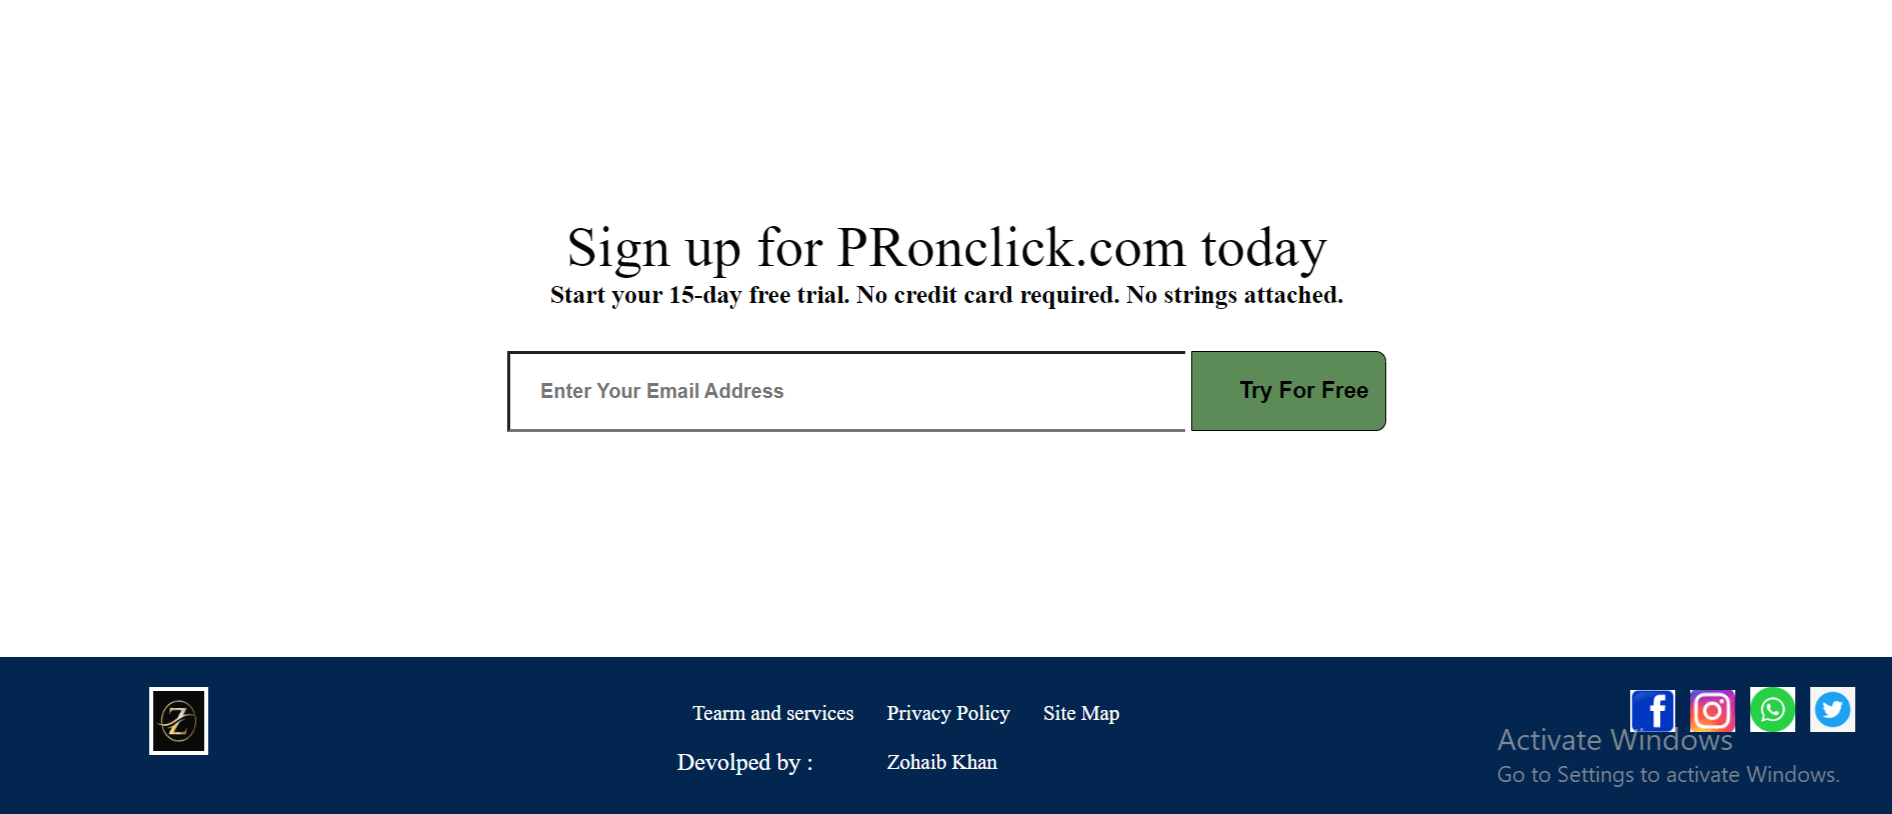 Sign up for PRonclick.com today
Start your 15-day free trial. No credit card required. No strings attached.
Enter Your Email Address
Try For Free
Z
Tearm and services
Privacy Policy
Site Map
Devolped by :
Zohaib Khan
Activate Windows
Go to Settings to activate Windows.